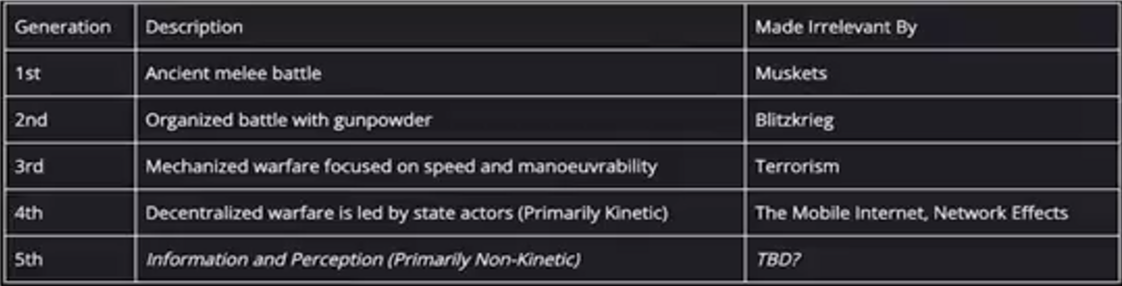 Generation Description Made Irrelevant By
1st Ancient melee battle Muskets
2nd Organized battle with gunpowder Blitzkrieg
3rd Mechanized warfare focused on speed and manoeuvrability Terrorism
4th Decentralized warfare is led by state actors (Primarily Kinetic) The Mobile Internet, Network Effects
5th Information and Perception (Primarily Non-Kinetic) TBD?